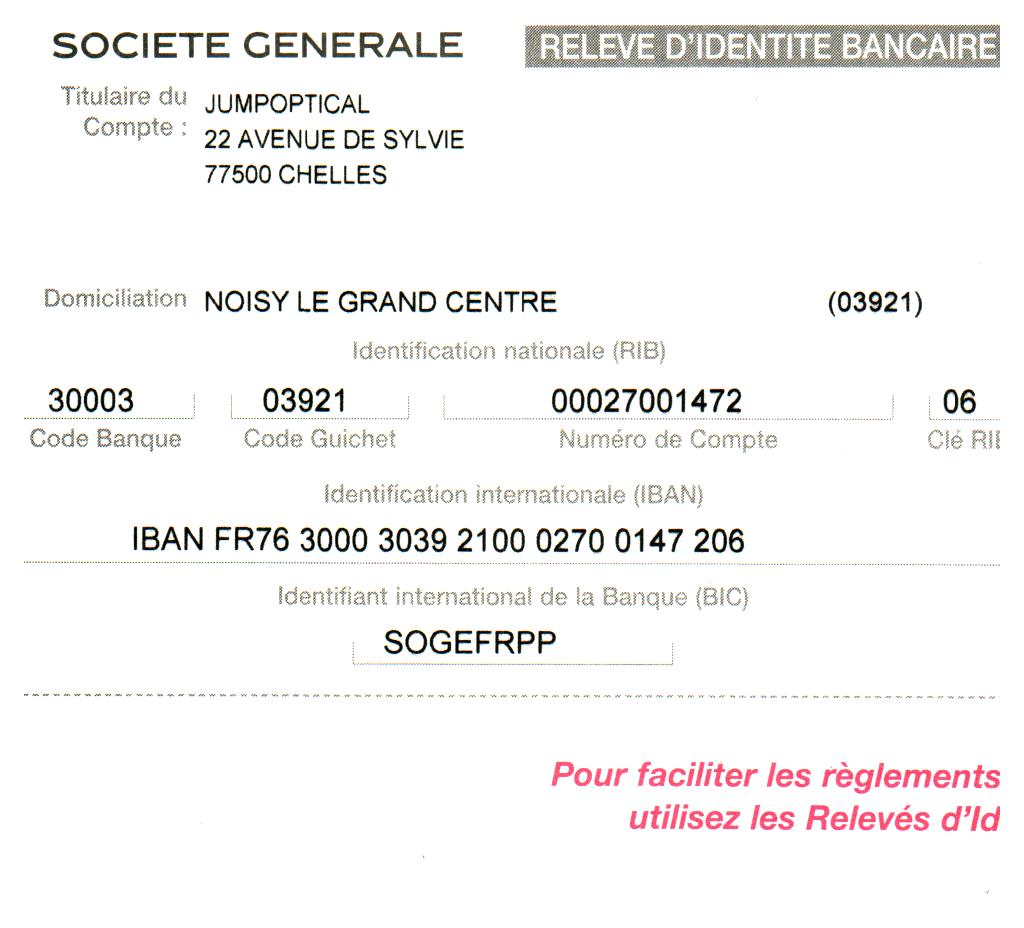 SOCIETE GENERALE RELEVE D'IDENTITE BANCAIRE
Titulaire du JUMPOPTICAL
Compte : 22 AVENUE DE SYLVIE
77500 CHELLES
Domiciliation NOISY LE GRAND CENTRE (03921)
Identification nationale (RIB)
30003 03921 00027001472 06
Code Banque Code Guichet Numéro de Compte Clé RIB
Identification internationale (IBAN)
IBAN FR76 3000 3039 2100 0270 0147 206
Identifiant international de la Banque (BIC)
SOGEFRPP
Pour faciliter les règlements
utilisez les Relevés d'Id